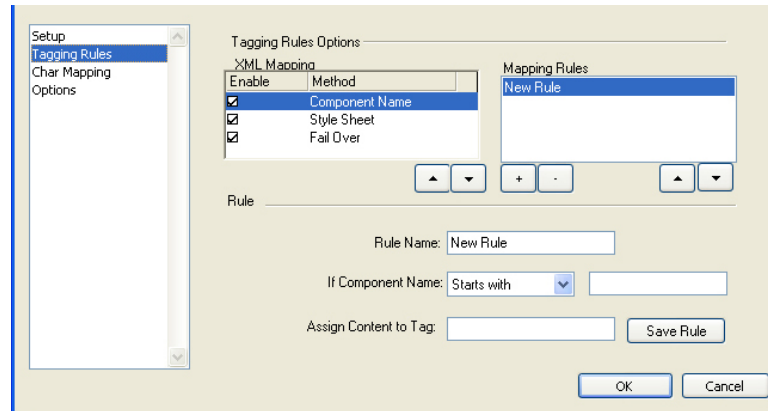 Setup
Tagging Rules
Char Mapping
Options
Tagging Rules Options
XML Mapping
Enable Method
Component Name
Style Sheet
Fail Over
Mapping Rules
New Rule
+ -
Rule
Rule Name: New Rule
If Component Name: Starts with
Assign Content to Tag:
Save Rule
OK Cancel